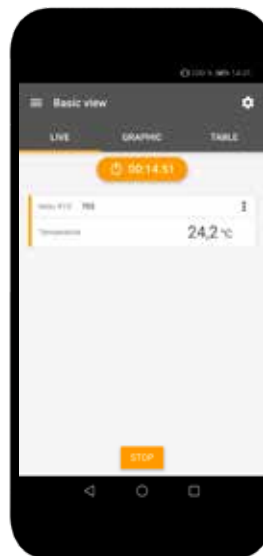 Basic view
LIVE GRAPHIC TABLE
00:14:51
Temperature 24,2 °C
STOP